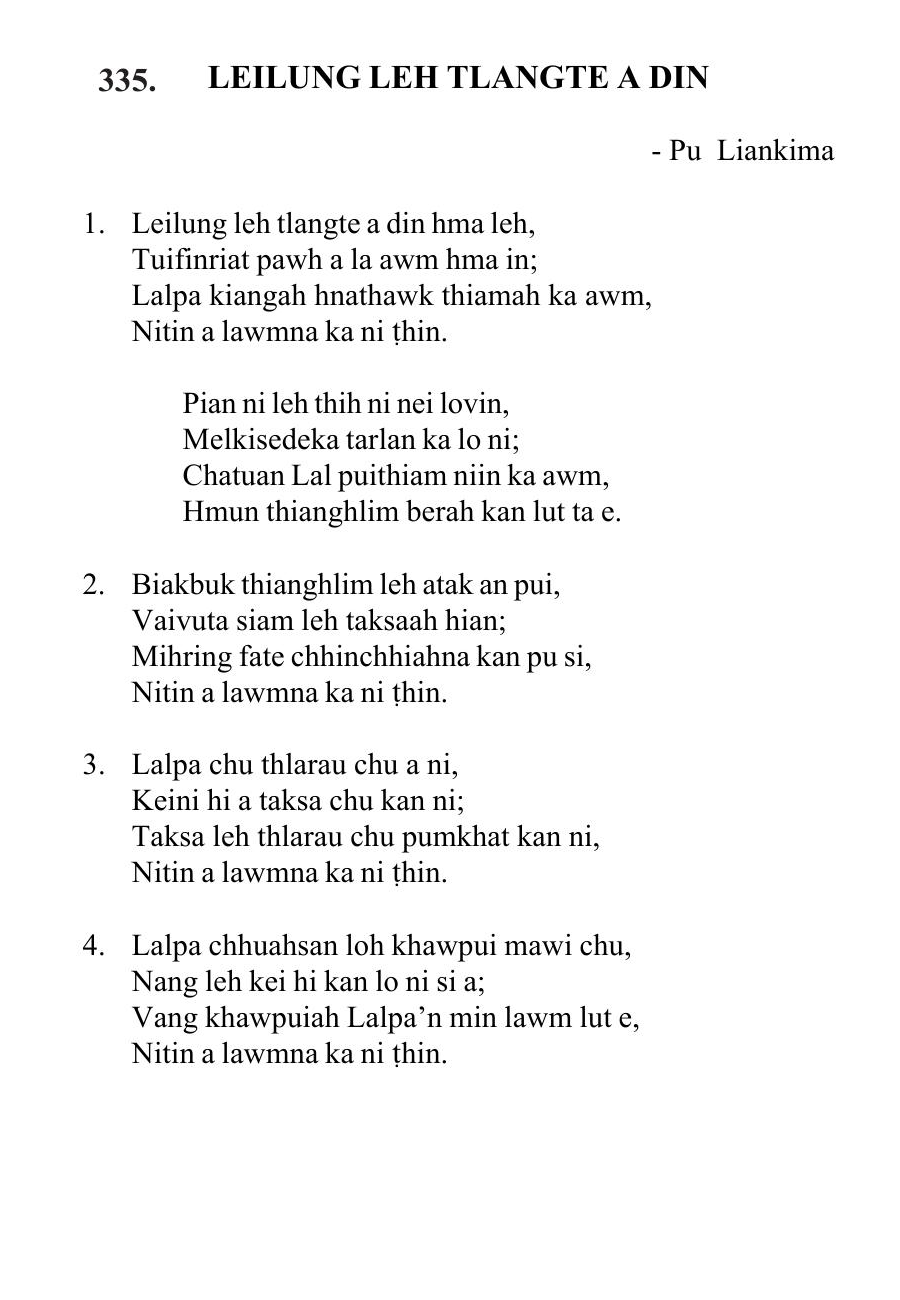 335. LEILUNG LEH TLANGTE A DIN
- Pu Liankima
1. Leilung leh tlangte a din hma leh,
Tuifinriat pawh a la awm hma in;
Lalpa kiangah hnathawk thiamah ka awm,
Nitin a lawmna ka ni ṭhin.
Pian ni leh thih ni nei lovin,
Melkisedeka tarlan ka lo ni;
Chatuan Lal puithiam niin ka awm,
Hmun thianghlim berah kan lut ta e.
2. Biakbuk thianghlim leh atak an pui,
Vaivuta siam leh taksaah hian;
Mihring fate chhinchhiahna kan pu si,
Nitin a lawmna ka ni ṭhin.
3. Lalpa chu thlarau chu a ni,
Keini hi a taksa chu kan ni;
Taksa leh thlarau chu pumkhat kan ni,
Nitin a lawmna ka ni ṭhin.
4. Lalpa chhuahsan loh khawpui mawi chu,
Nang leh kei hi kan lo ni si a;
Vang khawpuiah Lalpa’n min lawm lut e,
Nitin a lawmna ka ni ṭhin.